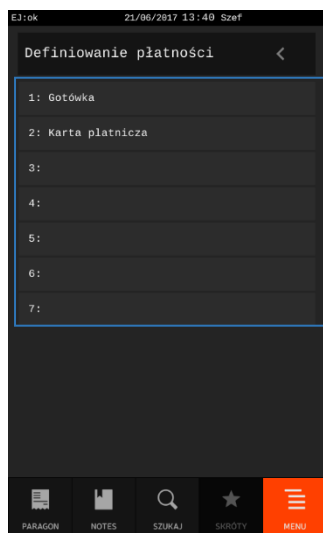 EJ:ok 21/06/2017 13:40 Szef
Definiowanie płatności <
1: Gotówka
2: Karta platnicza
3:
4:
5:
6:
7:
PARAGON NOTES SZUKAJ SKRÓTY MENU